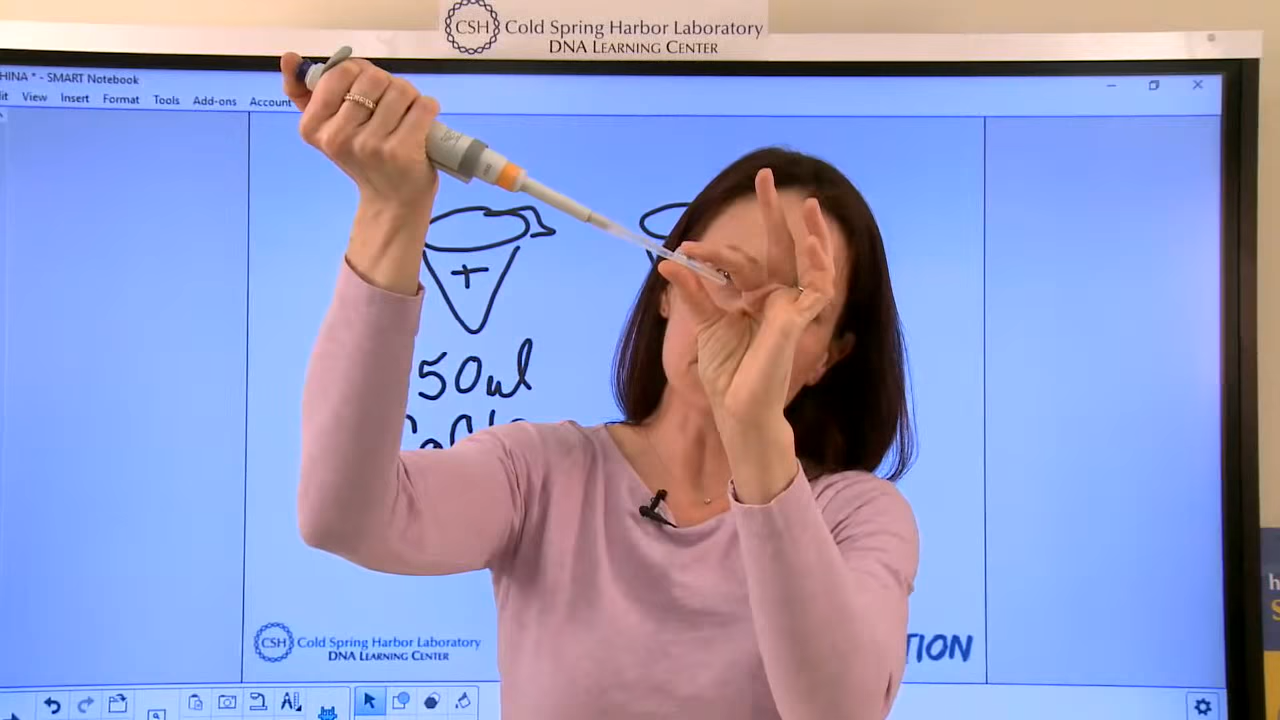 CSH Cold Spring Harbor Laboratory
DNA LEARNING CENTER
HINA * - SMART Notebook
it View Insert Format Tools Add-ons Account
+
50ul
CSH Cold Spring Harbor Laboratory
DNA LEARNING CENTER
TION